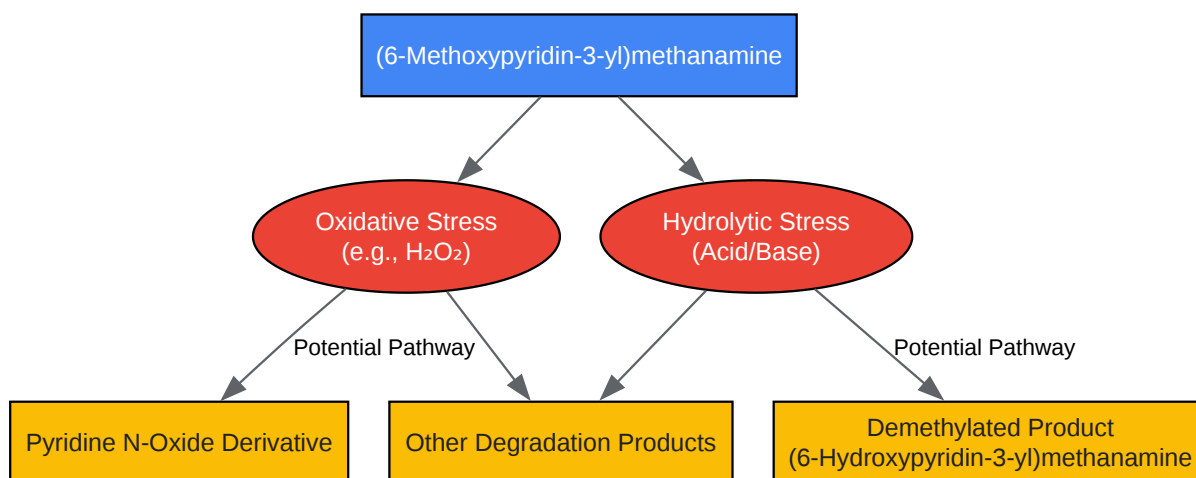 (6-Methoxypyridin-3-yl)methanamine
Oxidative Stress
(e.g., H₂O₂)
Hydrolytic Stress
(Acid/Base)
Potential Pathway
Potential Pathway
Pyridine N-Oxide Derivative
Other Degradation Products
Demethylated Product
(6-Hydroxypyridin-3-yl)methanamine